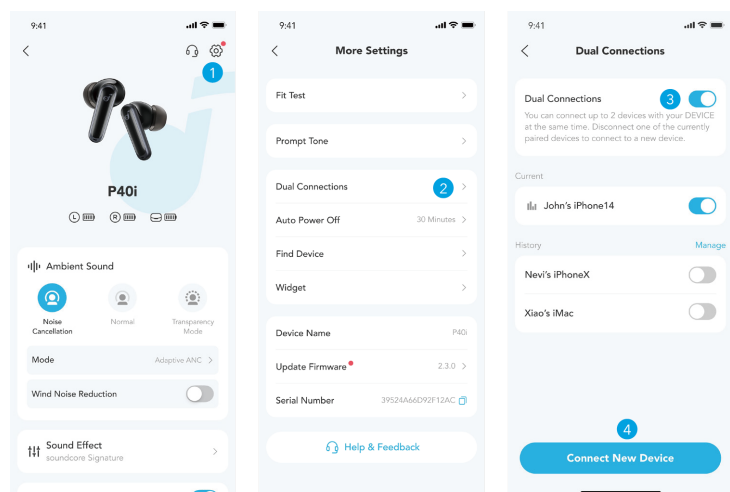 9:41
1
P40i
L
R
Ambient Sound
Noise
Cancellation
Normal
Transparency
Mode
Mode
Adaptive ANC
Wind Noise Reduction
Sound Effect
soundcore Signature
9:41
More Settings
Fit Test
Prompt Tone
Dual Connections
2
Auto Power Off
30 Minutes
Find Device
Widget
Device Name
P40i
Update Firmware
2.3.0
Serial Number
39524A66D92F12AC
Help & Feedback
9:41
Dual Connections
Dual Connections
3
You can connect up to 2 devices with your DEVICE
at the same time. Disconnect one of the currently
paired devices to connect to a new device.
Current
John's iPhone14
History
Manage
Nevi's iPhoneX
Xiao's iMac
4
Connect New Device